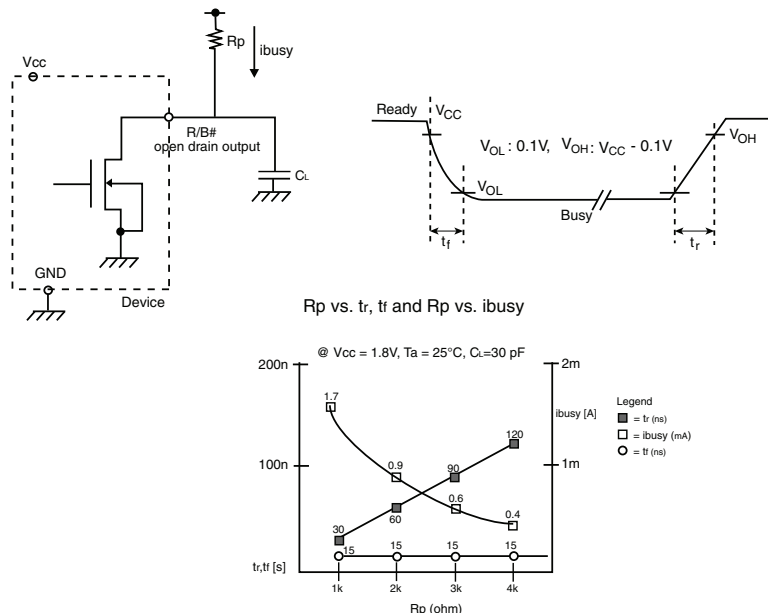 Rp
ibusy
Vcc
R/B#
open drain output
CL
GND
Device
Ready
VCC
VOL : 0.1V, VOH : VCC - 0.1V
VOH
VOL
Busy
tf
tr
Rp vs. tr, tf and Rp vs. ibusy
@ Vcc = 1.8V, Ta = 25°C, CL=30 pF
200n
2m
1.7
Legend
ibusy [A]
= tr (ns)
= ibusy (mA)
= tf (ns)
120
100n
0.9
90
1m
0.6
0.4
60
30
15
15
15
15
tr,tf [s]
1k
2k
3k
4k
Rp (ohm)